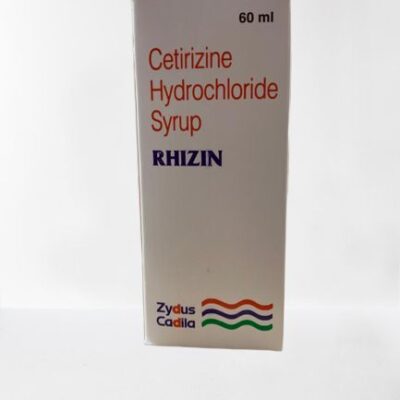 60 ml
Cetirizine
Hydrochloride
Syrup
RHIZIN
Zydus
Cadila